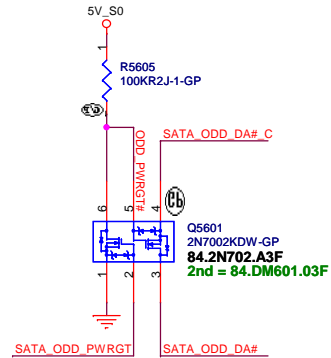 5V_S0
1
R5605
100KR2J-1-GP
2
ODD_PWRGT#
SATA_ODD_DA#_C
6
5
4
Q5601
2N7002KDW-GP
84.2N702.A3F
2nd = 84.DM601.03F
1
2
3
SATA_ODD_PWRGT
SATA_ODD_DA#